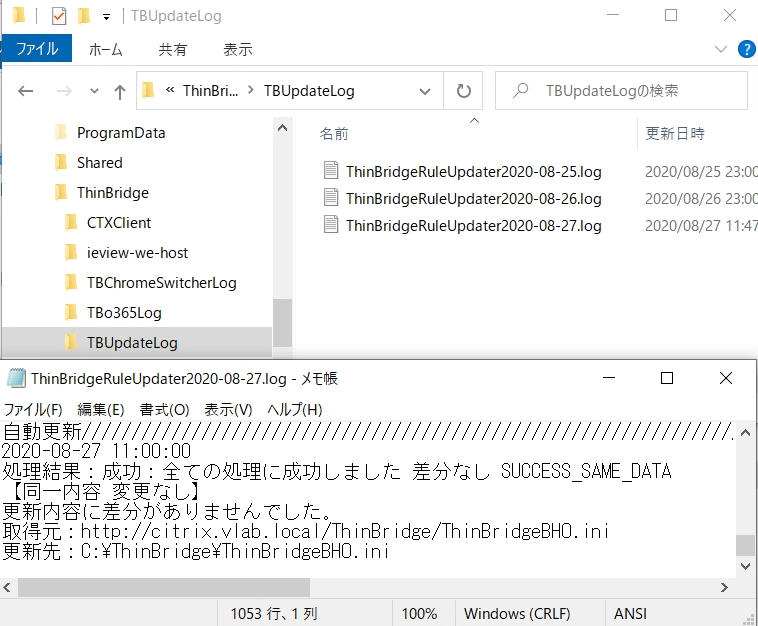 TBUpdateLog
ファイル ホーム 共有 表示
« ThinBri... > TBUpdateLog TBUpdateLogの検索
ProgramData
Shared
ThinBridge
CTXClient
ieview-we-host
TBChromeSwitcherLog
TBo365Log
TBUpdateLog
名前 更新日時
ThinBridgeRuleUpdater2020-08-25.log 2020/08/25 23:00
ThinBridgeRuleUpdater2020-08-26.log 2020/08/26 23:00
ThinBridgeRuleUpdater2020-08-27.log 2020/08/27 11:47
ThinBridgeRuleUpdater2020-08-27.log - メモ帳
ファイル(F) 編集(E) 書式(O) 表示(V) ヘルプ(H)
自動更新////////////////////////////////////////////////////////////////
2020-08-27 11:00:00
処理結果：成功：全ての処理に成功しました 差分なし SUCCESS_SAME_DATA
【同一内容 変更なし】
更新内容に差分がありませんでした。
取得元：http://citrix.vlab.local/ThinBridge/ThinBridgeBHO.ini
更新先：C:¥ThinBridge¥ThinBridgeBHO.ini
1053 行、1 列 100% Windows (CRLF) ANSI